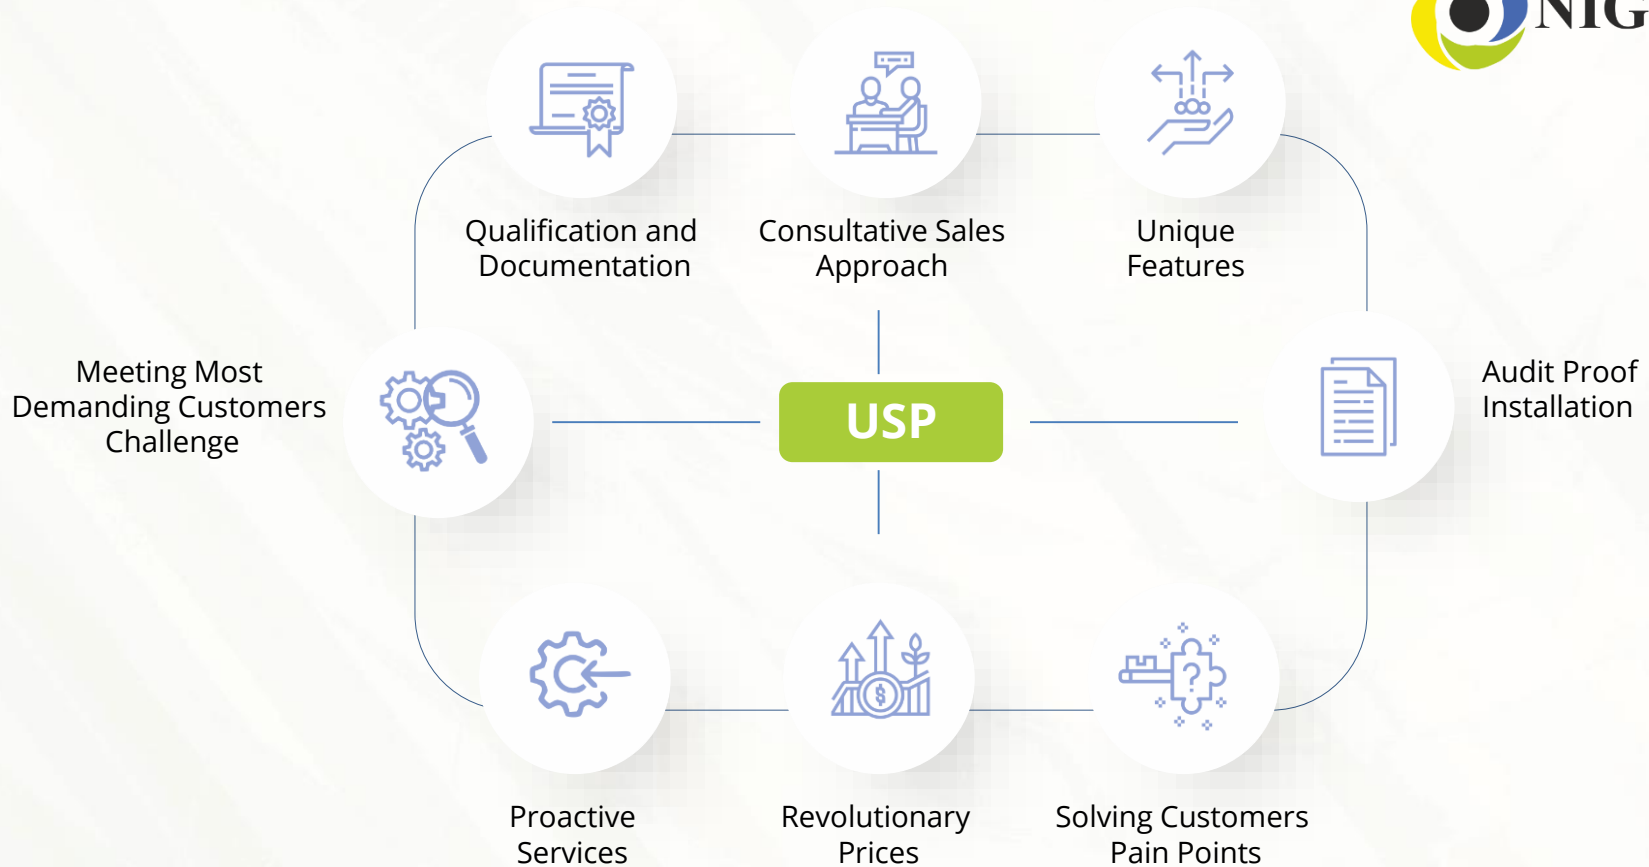 NIG
Qualification and
Documentation
Consultative Sales
Approach
Unique
Features
Meeting Most
Demanding Customers
Challenge
USP
Audit Proof
Installation
Proactive
Services
Revolutionary
Prices
Solving Customers
Pain Points